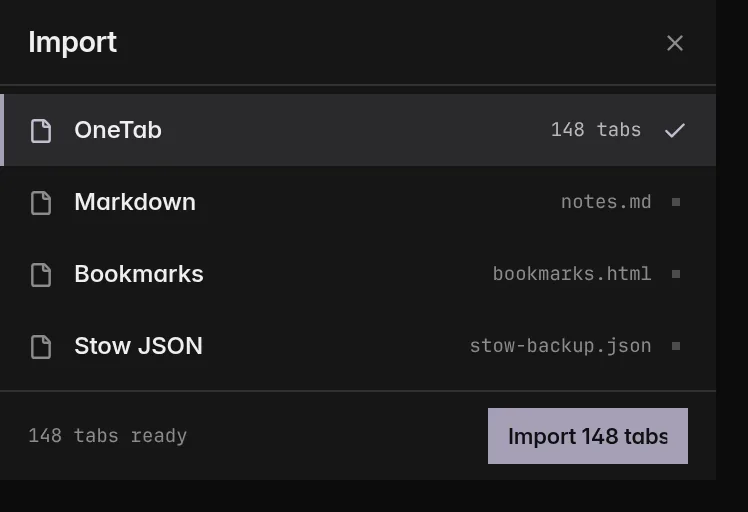 Import
OneTab 148 tabs
Markdown notes.md
Bookmarks bookmarks.html
Stow JSON stow-backup.json
148 tabs ready Import 148 tabs